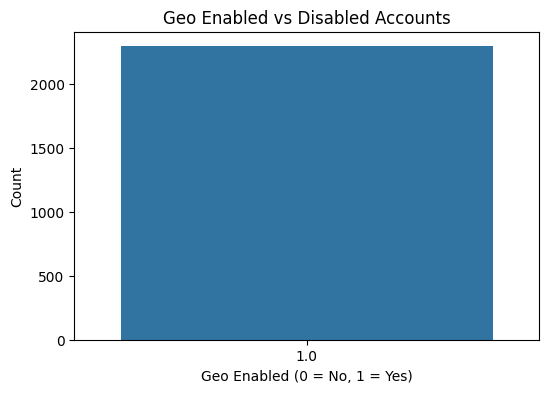 Geo Enabled vs Disabled Accounts
2000
1500
1000
500
0
Count
1.0
Geo Enabled (0 = No, 1 = Yes)